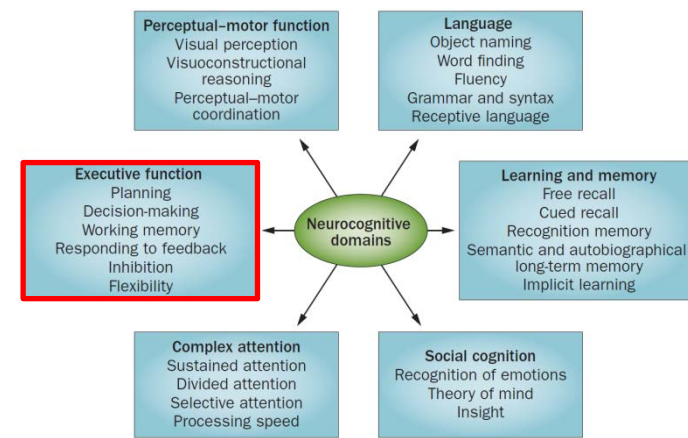 Perceptual–motor function
Visual perception
Visuoconstructional
reasoning
Perceptual–motor
coordination
Language
Object naming
Word finding
Fluency
Grammar and syntax
Receptive language
Executive function
Planning
Decision-making
Working memory
Responding to feedback
Inhibition
Flexibility
Neurocognitive
domains
Learning and memory
Free recall
Cued recall
Recognition memory
Semantic and autobiographical
long-term memory
Implicit learning
Complex attention
Sustained attention
Divided attention
Selective attention
Processing speed
Social cognition
Recognition of emotions
Theory of mind
Insight